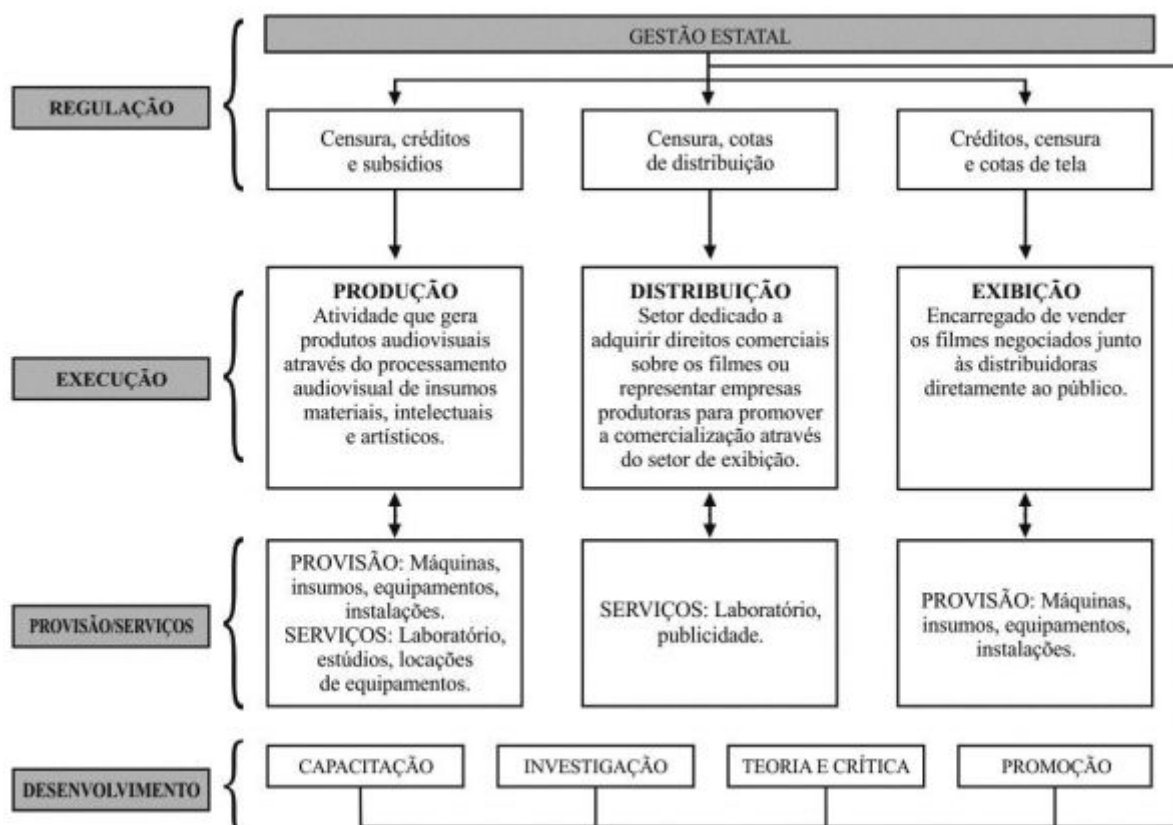 GESTÃO ESTATAL
REGULAÇÃO
Censura, créditos
e subsídios
Censura, cotas
de distribuição
Créditos, censura
e cotas de tela
EXECUÇÃO
PRODUÇÃO
Atividade que gera
produtos audiovisuais
através do processamento
audiovisual de insumos
materiais, intelectuais
e artísticos.
DISTRIBUIÇÃO
Setor dedicado a
adquirir direitos comerciais
sobre os filmes ou
representar empresas
produtoras para promover
a comercialização através
do setor de exibição.
EXIBIÇÃO
Encarregado de vender
os filmes negociados junto
às distribuidoras
diretamente ao público.
PROVISÃO/SERVIÇOS
PROVISÃO: Máquinas,
insumos, equipamentos,
instalações.
SERVIÇOS: Laboratório,
estúdios, locações
de equipamentos.
SERVIÇOS: Laboratório,
publicidade.
PROVISÃO: Máquinas,
insumos, equipamentos,
instalações.
DESENVOLVIMENTO
CAPACITAÇÃO
INVESTIGAÇÃO
TEORIA E CRÍTICA
PROMOÇÃO